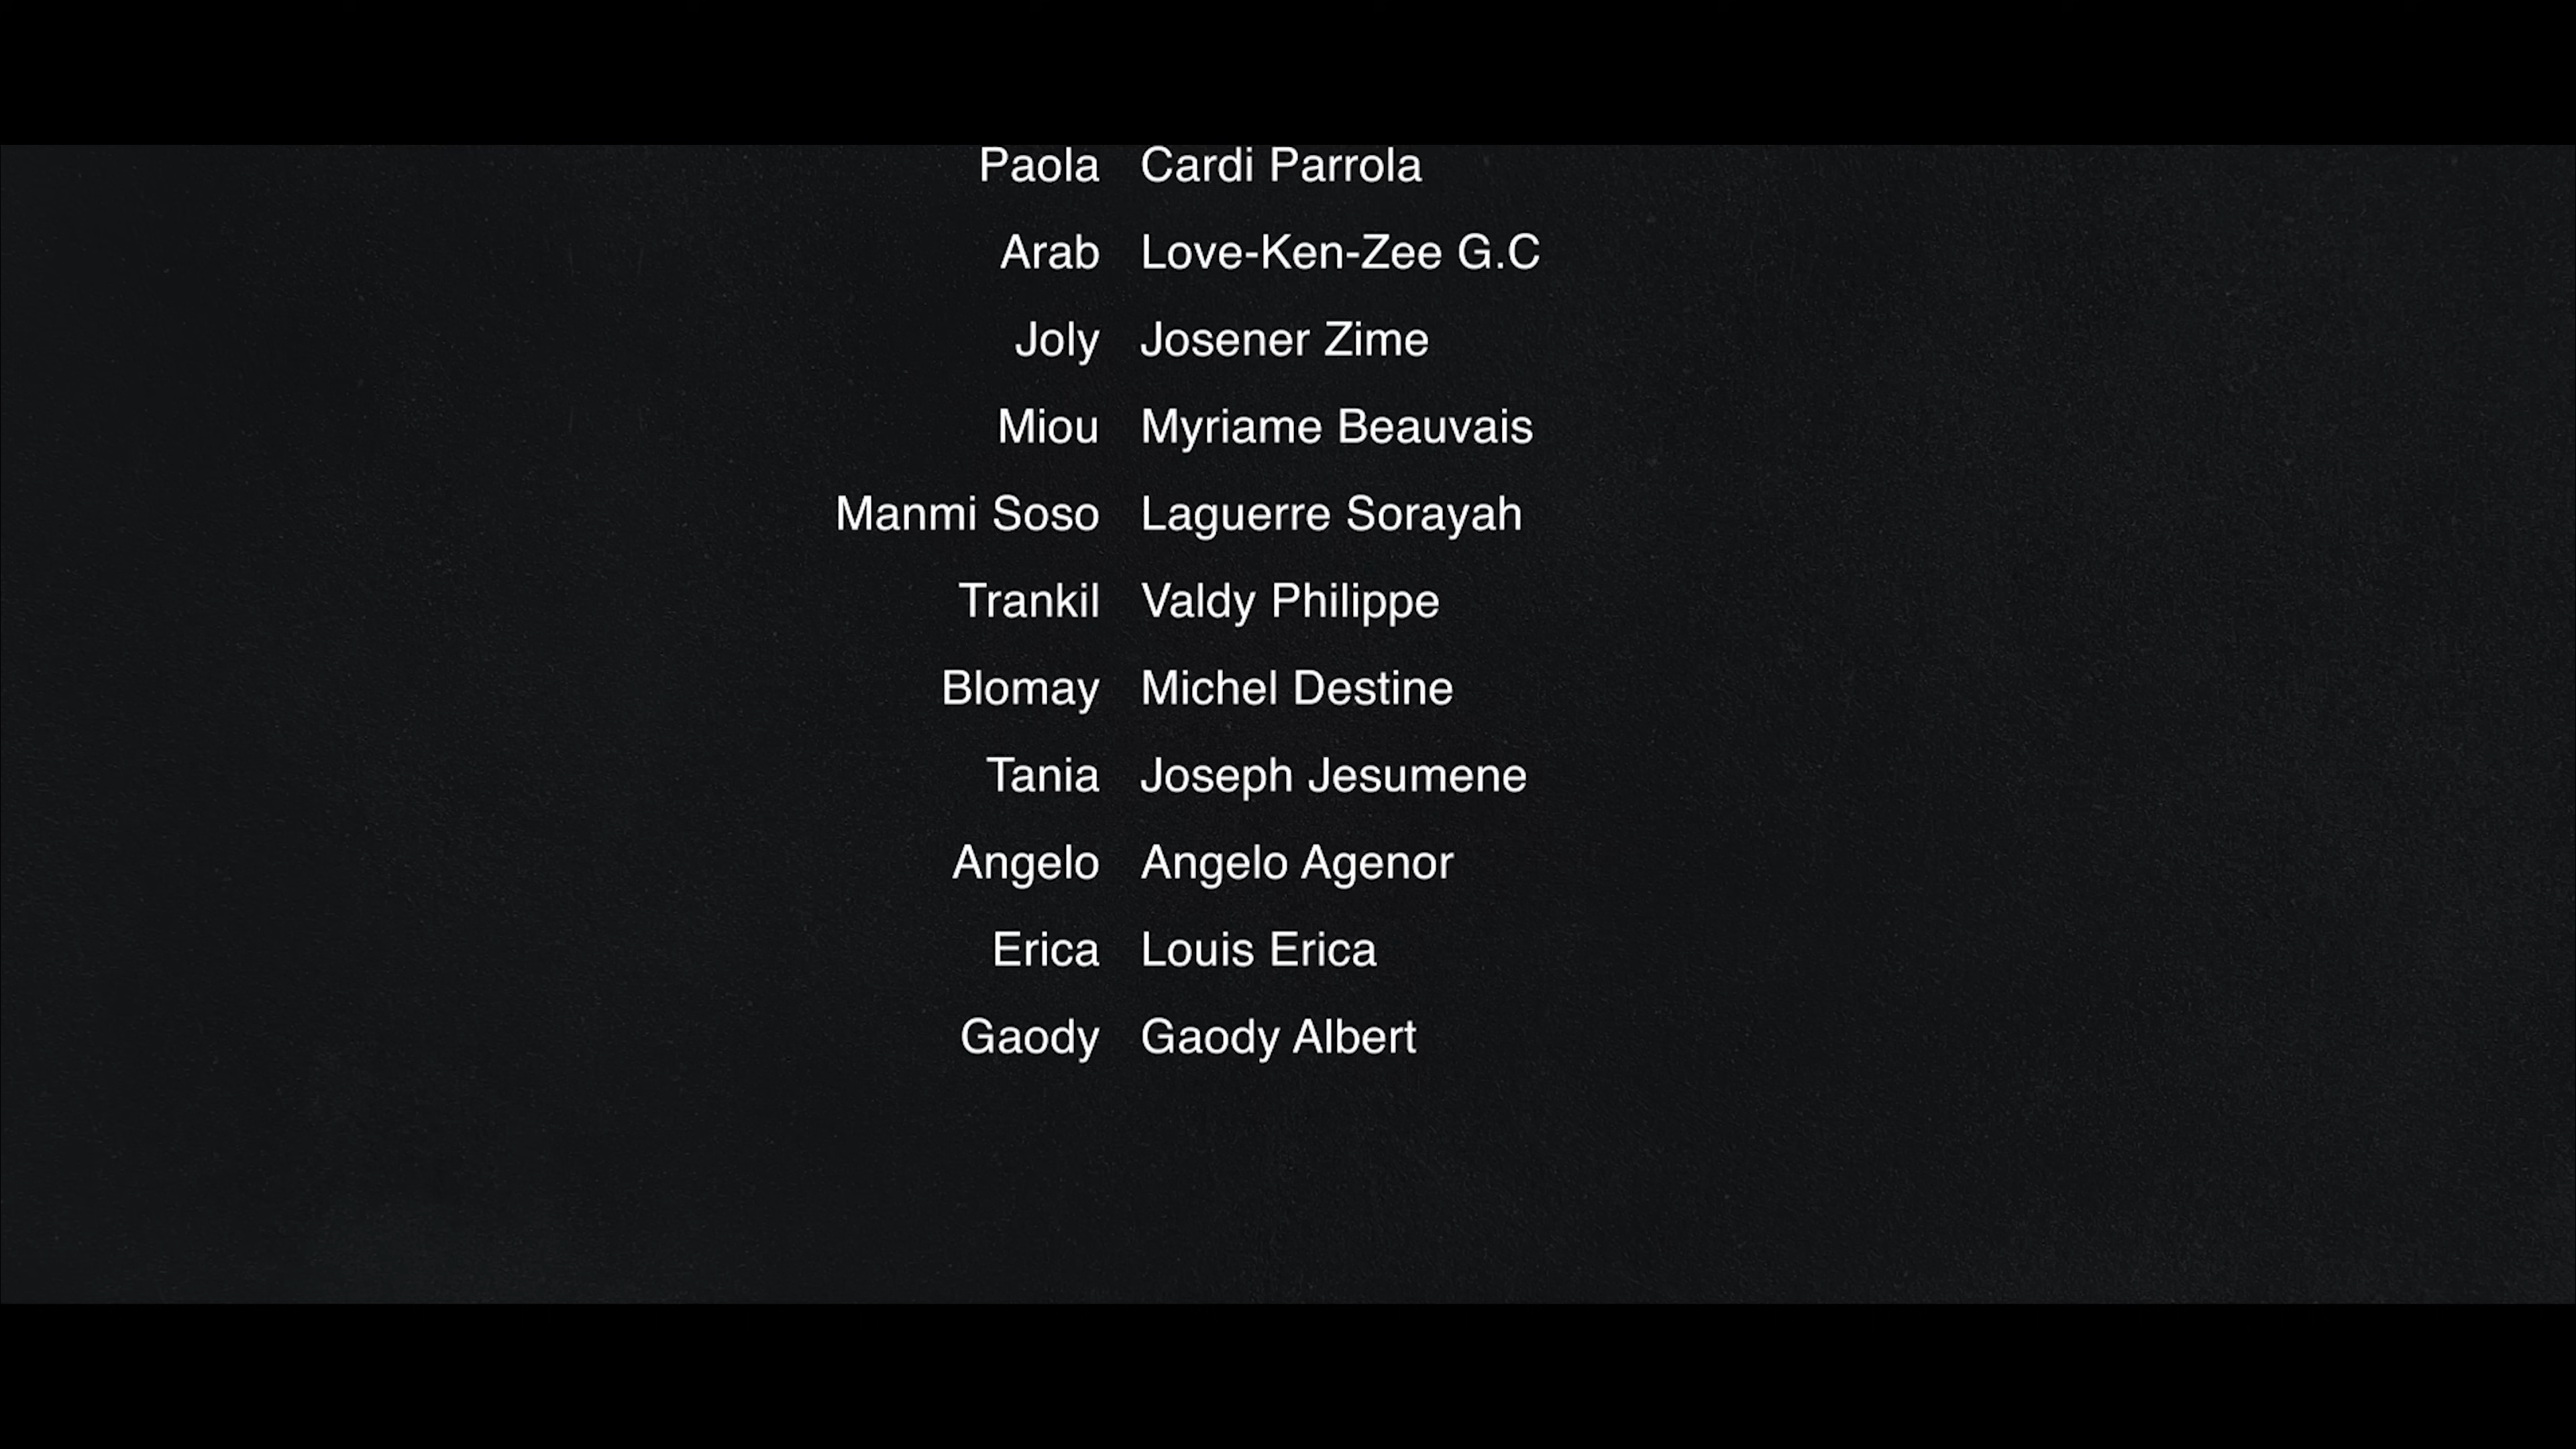 Paola Cardi Parrola
Arab Love-Ken-Zee G.C
Joly Josener Zime
Miou Myriame Beauvais
Manmi Soso Laguerre Sorayah
Trankil Valdy Philippe
Blomay Michel Destine
Tania Joseph Jesumene
Angelo Angelo Agenor
Erica Louis Erica
Gaody Gaody Albert